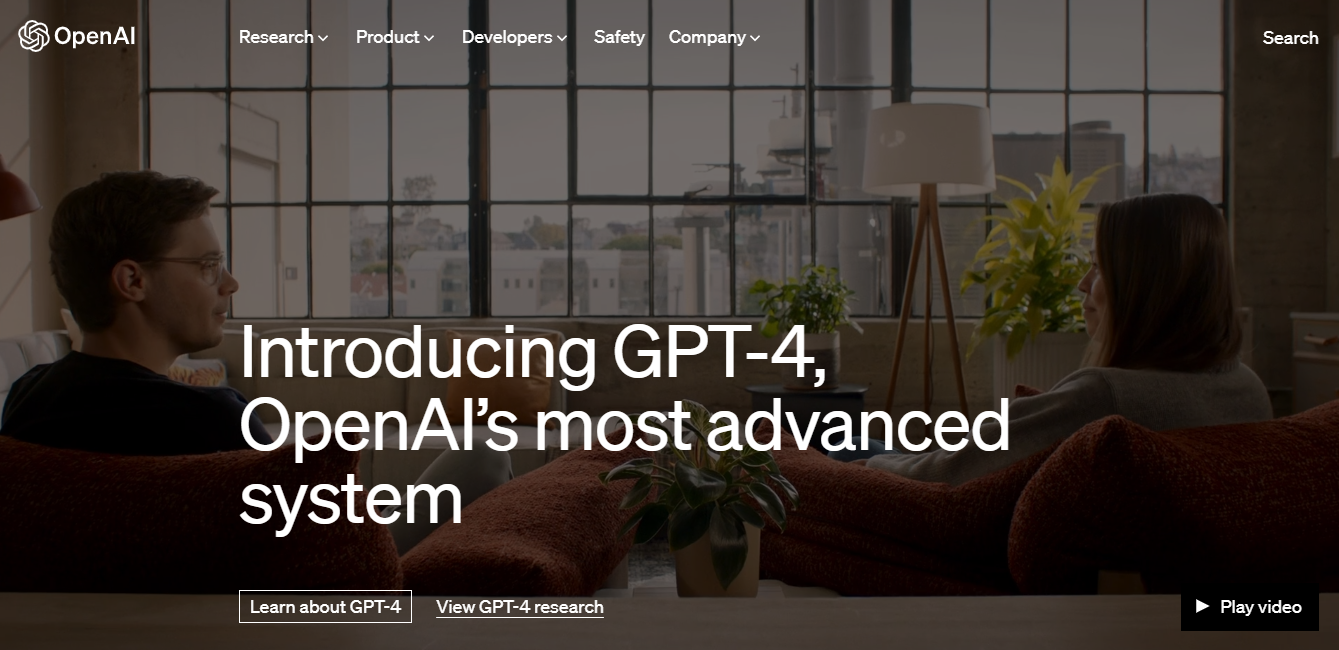 OpenAI
Research
Product
Developers
Safety
Company
Search
Introducing GPT-4,
OpenAI’s most advanced
system
Learn about GPT-4
View GPT-4 research
Play video